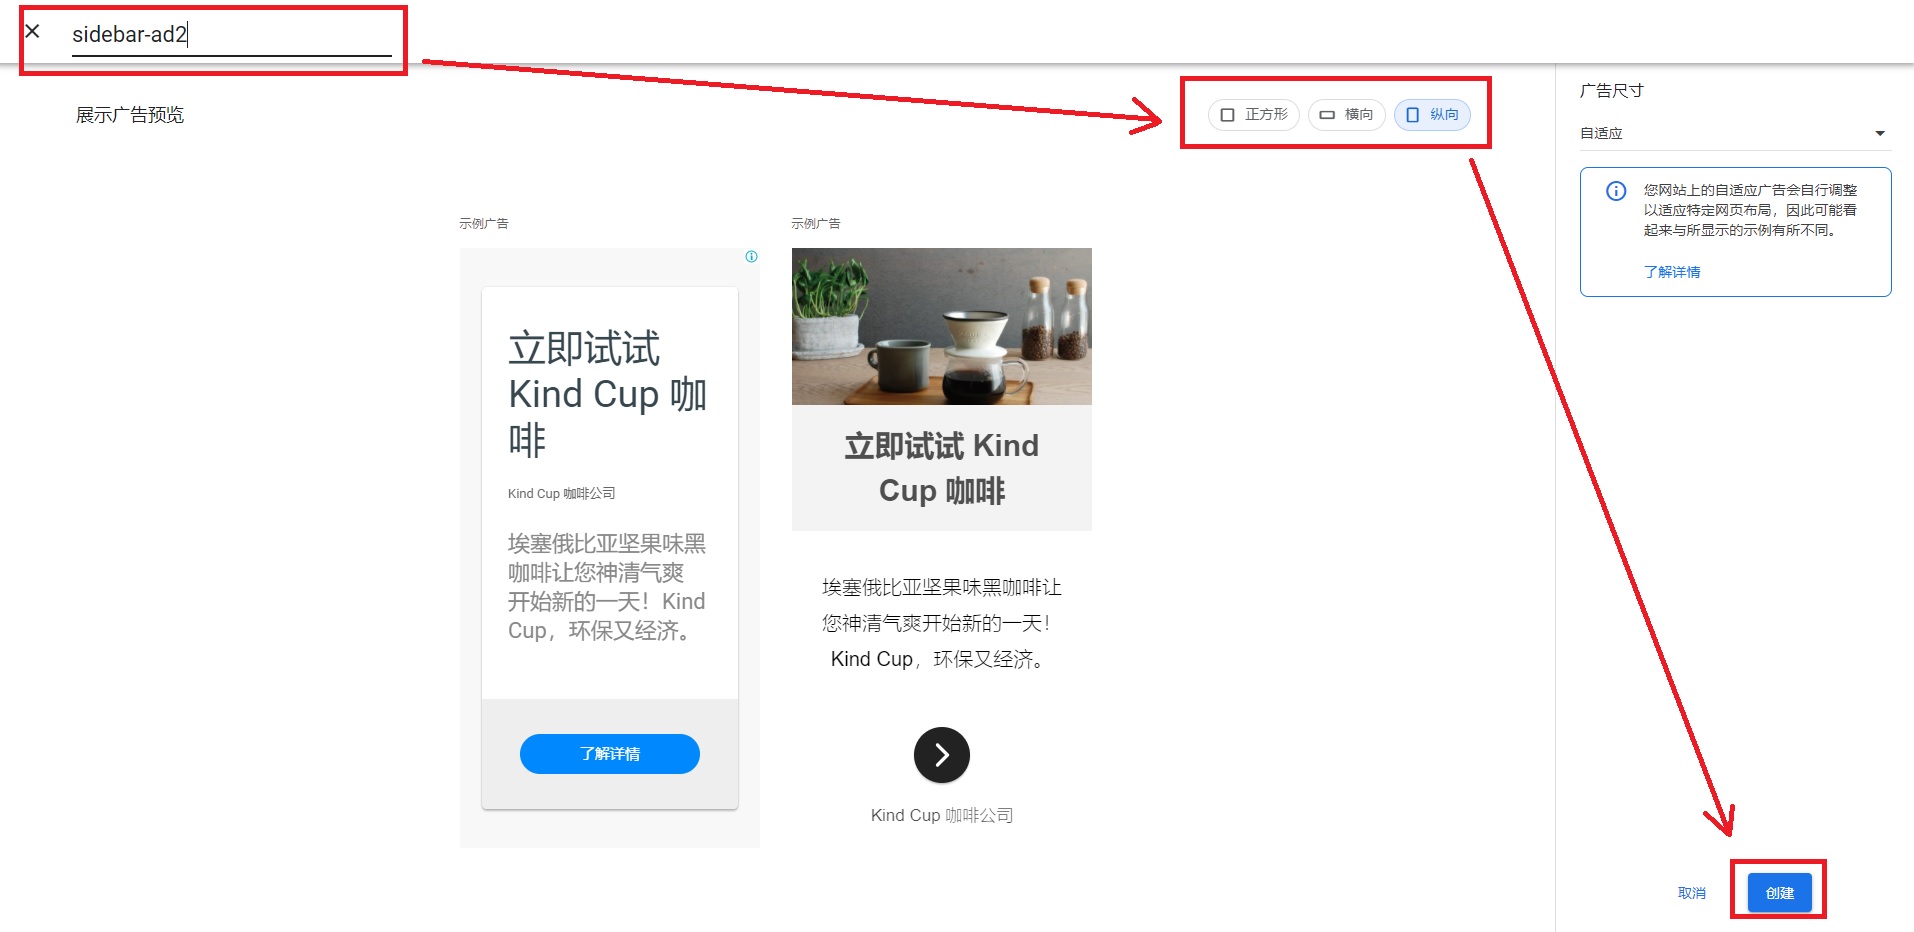 sidebar-ad2
展示广告预览
正方形
横向
纵向
广告尺寸
自适应
您网站上的自适应广告会自行调整
以适应特定网页布局，因此可能看
起来与所显示的示例有所不同。
了解详情
示例广告
立即试试
Kind Cup 咖
啡
Kind Cup 咖啡公司
埃塞俄比亚坚果味黑
咖啡让您神清气爽
开始新的一天！Kind
Cup，环保又经济。
了解详情
示例广告
立即试试 Kind
Cup 咖啡
埃塞俄比亚坚果味黑咖啡让
您神清气爽开始新的一天！
Kind Cup，环保又经济。
Kind Cup 咖啡公司
取消
创建